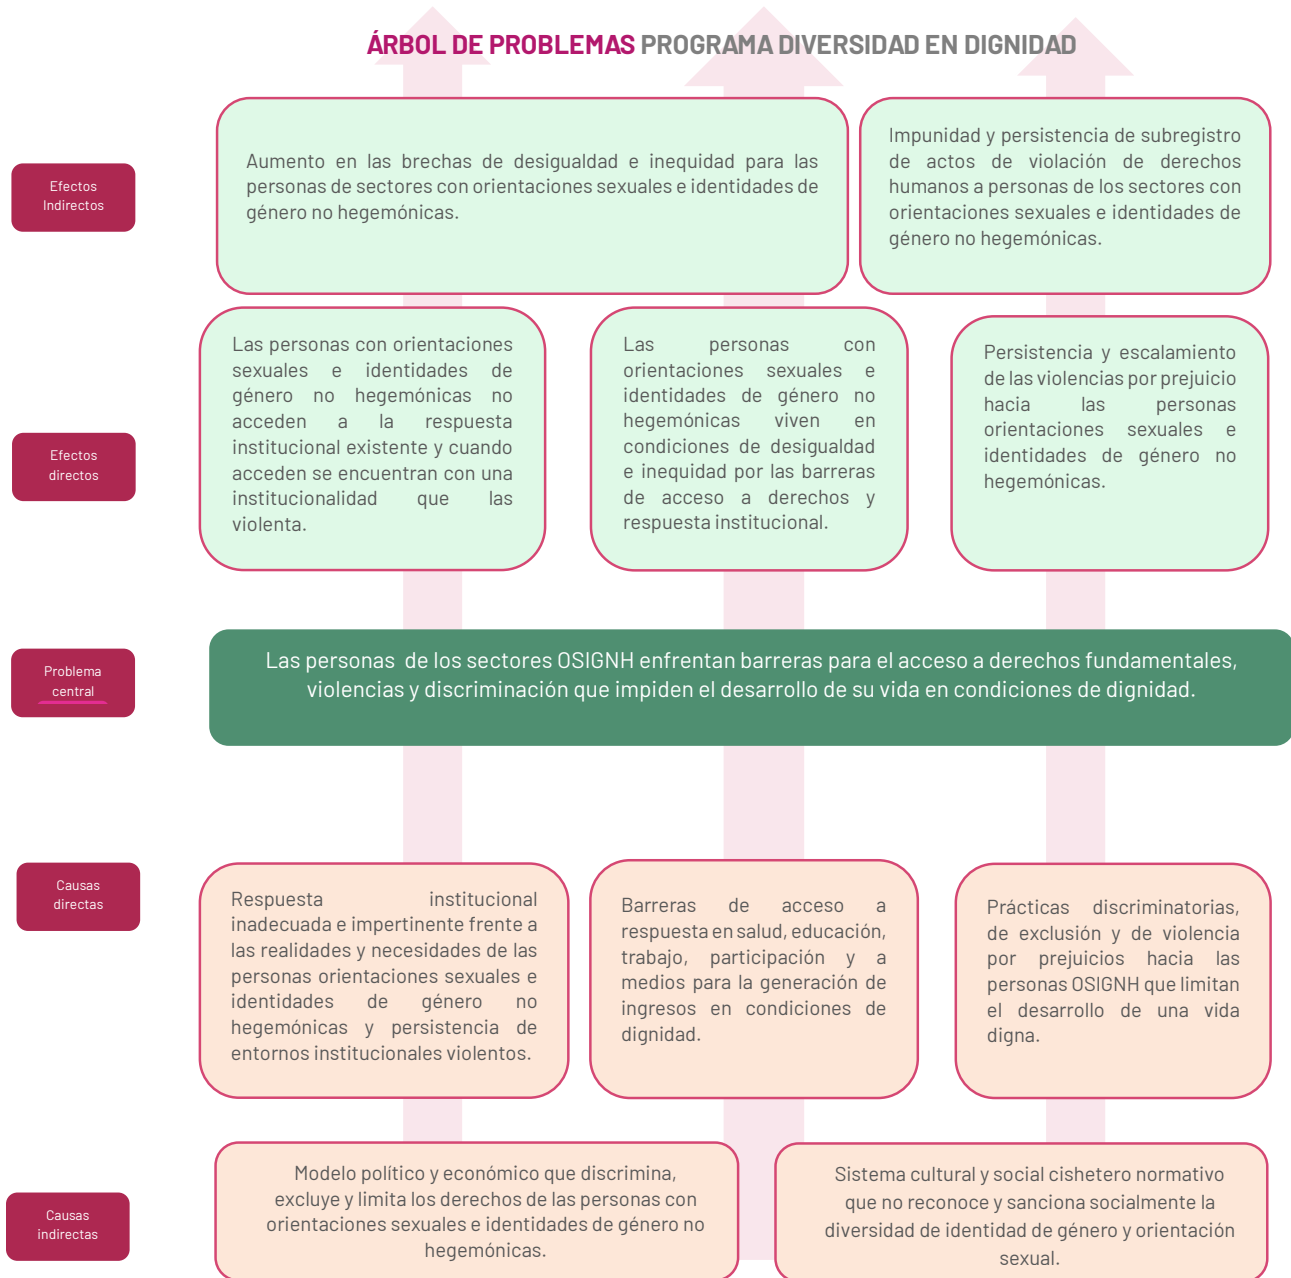 ÁRBOL DE PROBLEMAS PROGRAMA DIVERSIDAD EN DIGNIDAD
Efectos
Indirectos
Aumento en las brechas de desigualdad e inequidad para las
personas de sectores con orientaciones sexuales e identidades de
género no hegemónicas.
Impunidad y persistencia de subregistro
de actos de violación de derechos
humanos a personas de los sectores con
orientaciones sexuales e identidades de
género no hegemónicas.
Efectos
directos
Las personas con orientaciones
sexuales e identidades de
género no hegemónicas no
acceden a la respuesta
institucional existente y cuando
acceden se encuentran con una
institucionalidad que las
violenta.
Las personas con
orientaciones sexuales e
identidades de género no
hegemónicas viven en
condiciones de desigualdad
e inequidad por las barreras
de acceso a derechos y
respuesta institucional.
Persistencia y escalamiento
de las violencias por prejuicio
hacia las personas
orientaciones sexuales e
identidades de género no
hegemónicas.
Problema
central
Las personas de los sectores OSIGNH enfrentan barreras para el acceso a derechos fundamentales,
violencias y discriminación que impiden el desarrollo de su vida en condiciones de dignidad.
Causas
directas
Respuesta institucional
inadecuada e impertinente frente a
las realidades y necesidades de las
personas orientaciones sexuales e
identidades de género no
hegemónicas y persistencia de
entornos institucionales violentos.
Barreras de acceso a
respuesta en salud, educación,
trabajo, participación y a
medios para la generación de
ingresos en condiciones de
dignidad.
Prácticas discriminatorias,
de exclusión y de violencia
por prejuicios hacia las
personas OSIGNH que limitan
el desarrollo de una vida
digna.
Causas
indirectas
Modelo político y económico que discrimina,
excluye y limita los derechos de las personas con
orientaciones sexuales e identidades de género no
hegemónicas.
Sistema cultural y social cishetero normativo
que no reconoce y sanciona socialmente la
diversidad de identidad de género y orientación
sexual.